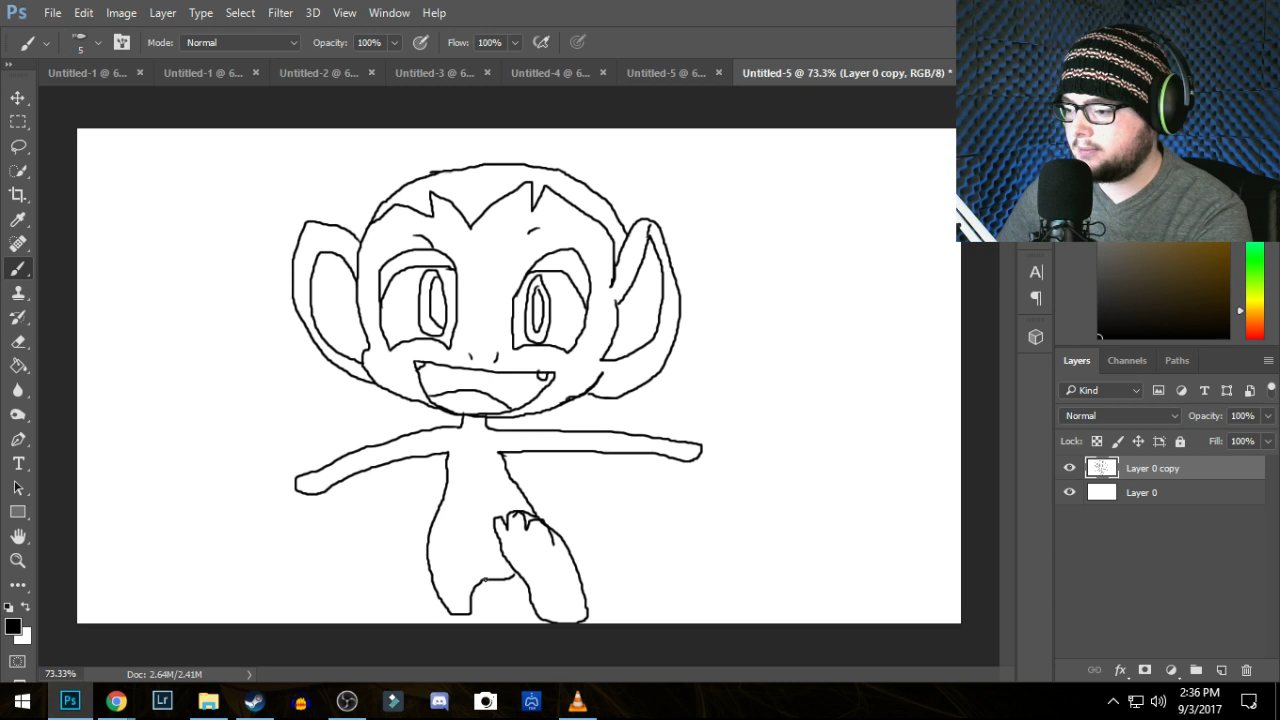 Ps File Edit Image Layer Type Select Filter 3D View Window Help
5 Mode: Normal Opacity: 100% Flow: 100%
Untitled-1 @ 6... × Untitled-1 @ 6... × Untitled-2 @ 6... × Untitled-3 @ 6... × Untitled-4 @ 6... × Untitled-5 @ 6... × Untitled-5 @ 73.3% (Layer 0 copy, RGB/8) *
Layers Channels Paths
Kind
Normal Opacity: 100%
Lock: Fill: 100%
Layer 0 copy
Layer 0
73.33% Doc: 2.64M/2.41M
Ps Lr
2:36 PM
9/3/2017